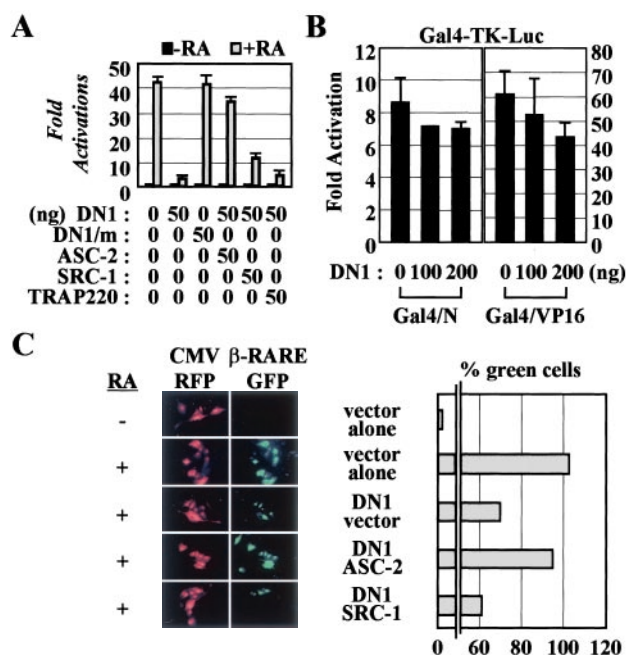 A
■-RA □+RA
Fold Activations
50
40
30
20
10
0
(ng) DN1 : 0 50 0 50 50 50
DN1/m : 0 0 50 0 0 0
ASC-2 : 0 0 0 50 0 0
SRC-1 : 0 0 0 0 50 0
TRAP220 : 0 0 0 0 0 50
B
Gal4-TK-Luc
Fold Activation
12
10
8
6
4
2
0
80
70
60
50
40
30
20
10
0
DN1 : 0 100 200 0 100 200 (ng)
Gal4/N Gal4/VP16
C
CMV β-RARE
RA RFP GFP
-
+
+
+
+
% green cells
vector
alone
vector
alone
DN1
vector
DN1
ASC-2
DN1
SRC-1
0 60 80 100 120